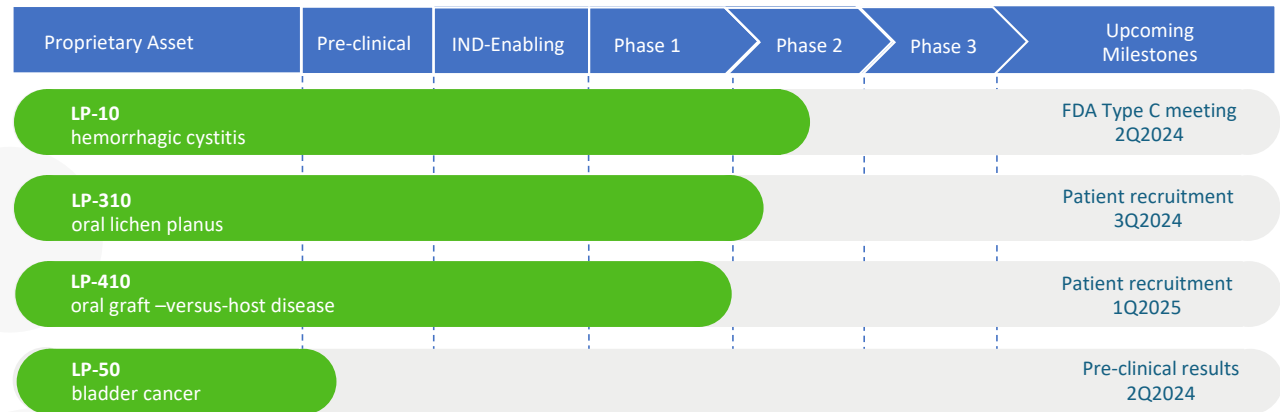 Proprietary Asset
Pre-clinical
IND-Enabling
Phase 1
Phase 2
Phase 3
Upcoming
Milestones
LP-10
hemorrhagic cystitis
FDA Type C meeting
2Q2024
LP-310
oral lichen planus
Patient recruitment
3Q2024
LP-410
oral graft –versus-host disease
Patient recruitment
1Q2025
LP-50
bladder cancer
Pre-clinical results
2Q2024